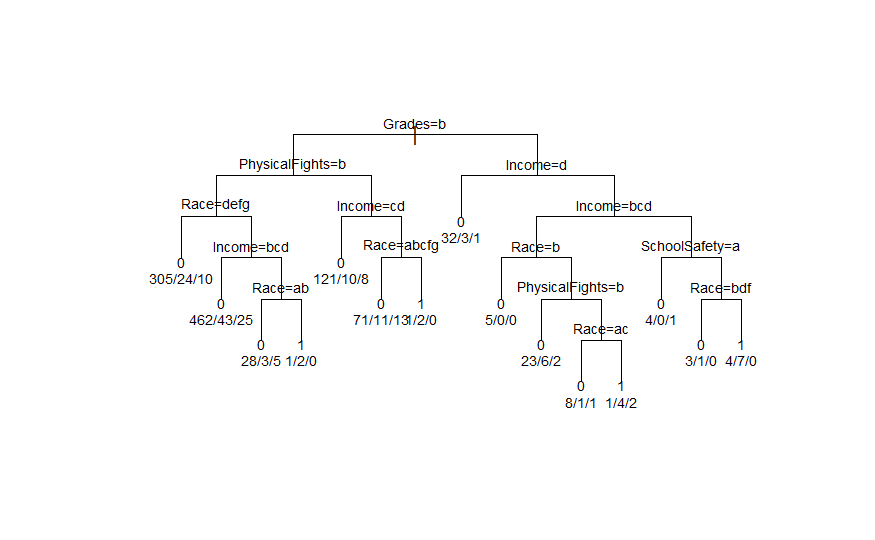 Grades=b
PhysicalFights=b
Income=d
Race=defg
Income=cd
Income=bcd
0
32/3/1
Income=bcd
Race=abcfg
Race=b
SchoolSafety=a
0
305/24/10
0
121/10/8
Race=ab
PhysicalFights=b
Race=bdf
0
462/43/25
0
71/11/13
1
1/2/0
0
5/0/0
0
4/0/1
Race=ac
0
28/3/5
1
1/2/0
0
23/6/2
0
3/1/0
1
4/7/0
0
8/1/1
1
1/4/2